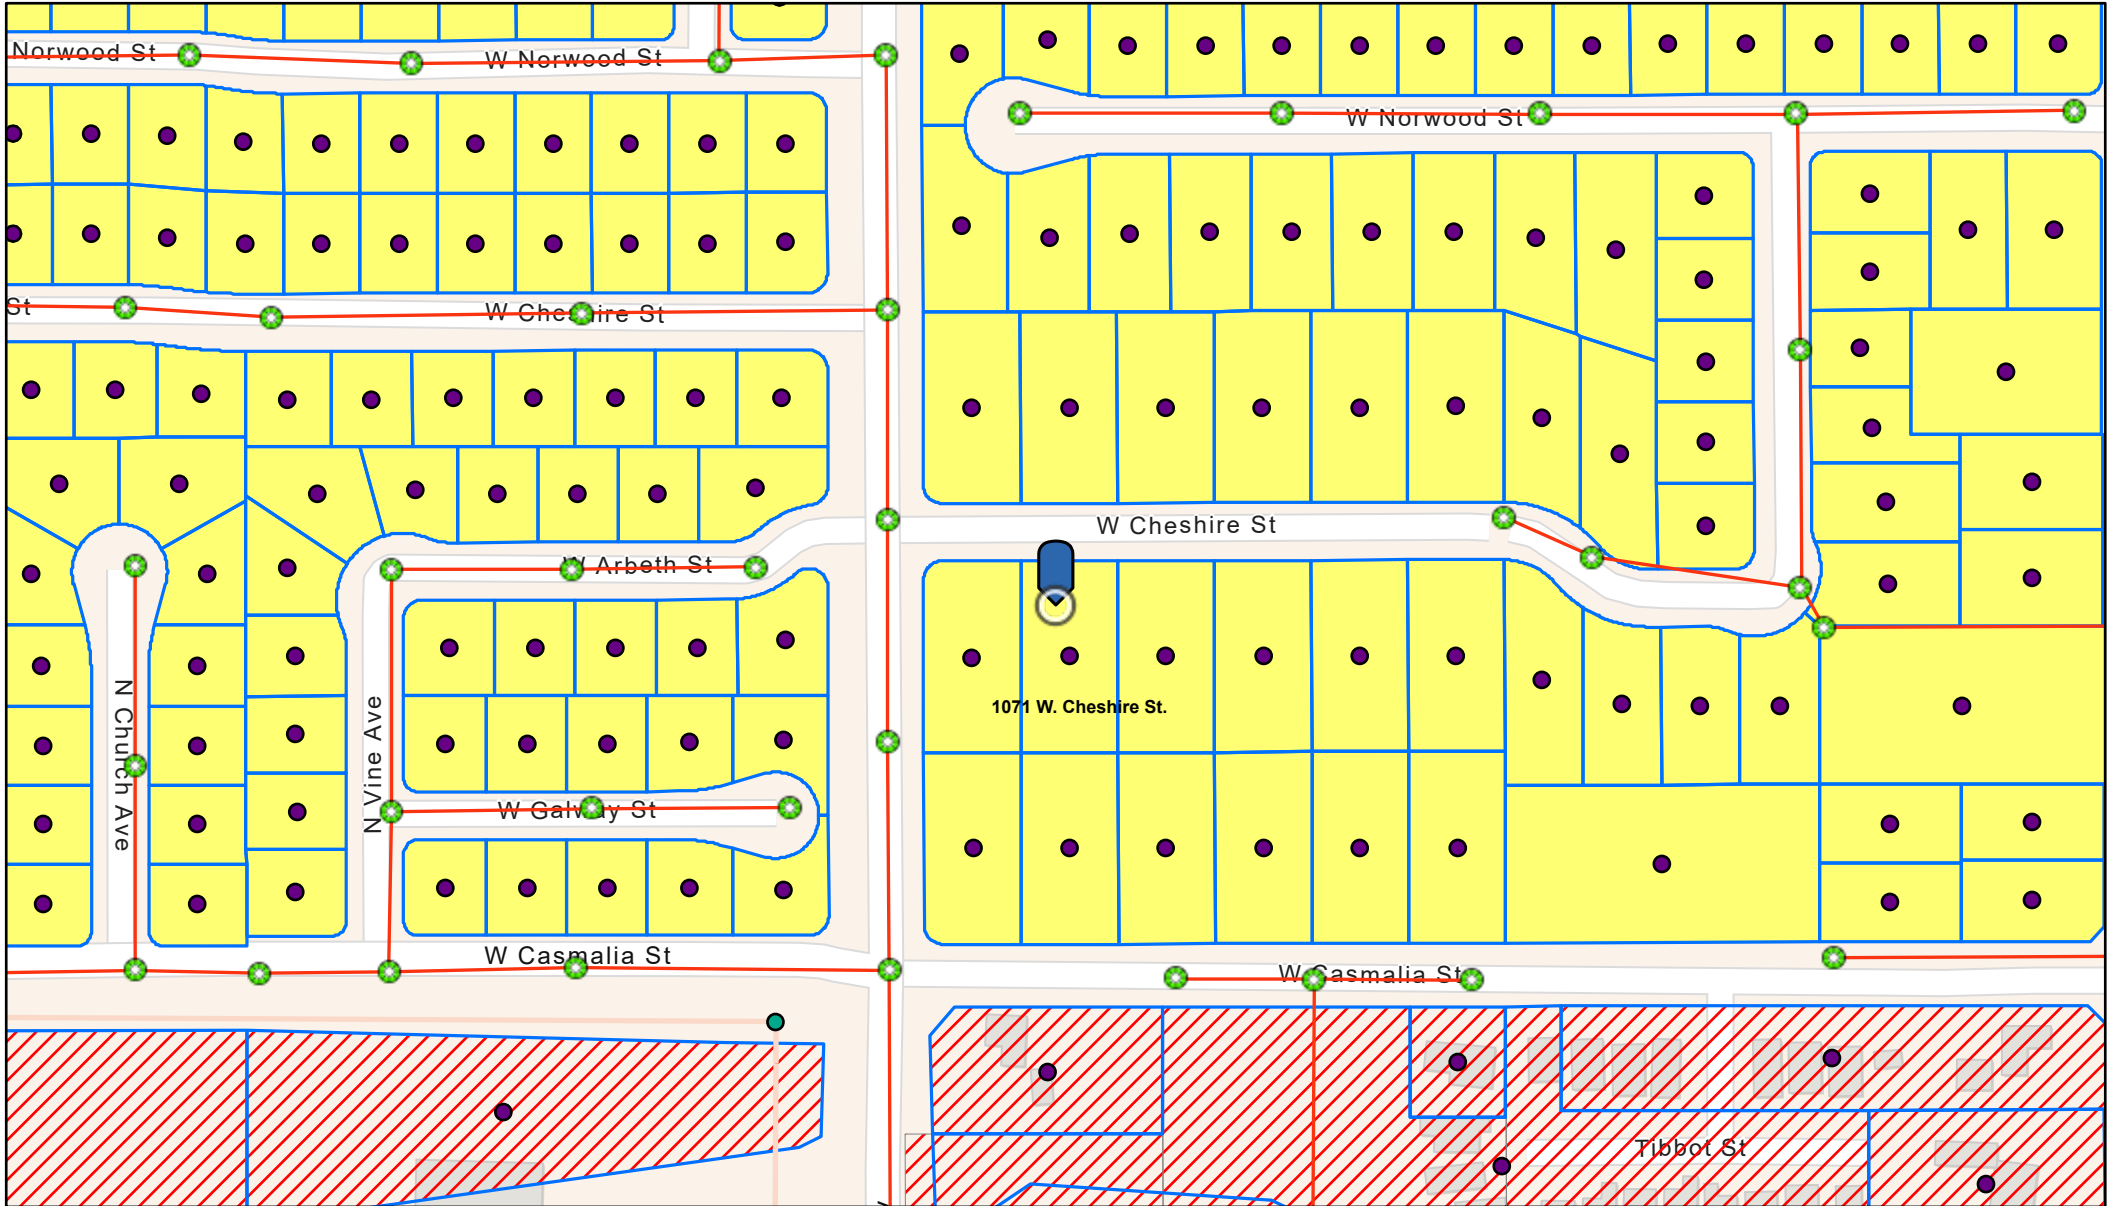 Norwood St
W Norwood St
W Norwood St
St
W Cheshire St
W Cheshire St
W Arbeth St
N Church Ave
N Vine Ave
1071 W. Cheshire St.
W Galway St
W Casmalia St
W Casmalia St
Tibbot St